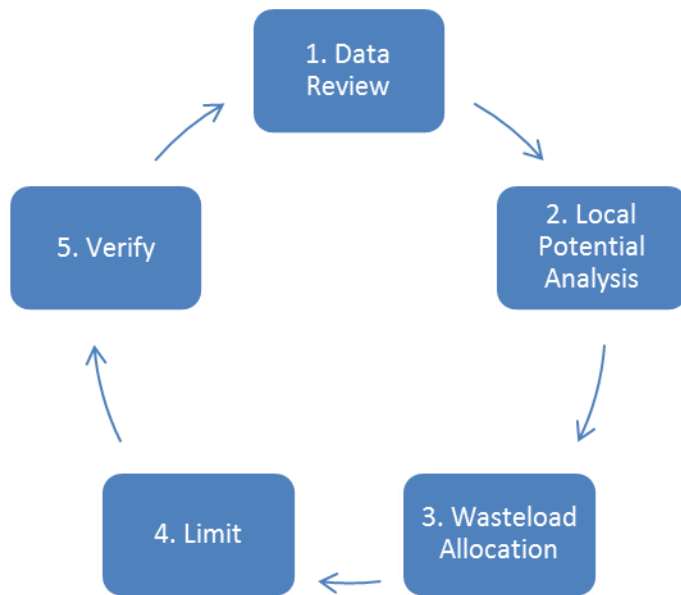 1. Data
Review
2. Local
Potential
Analysis
3. Wasteload
Allocation
4. Limit
5. Verify